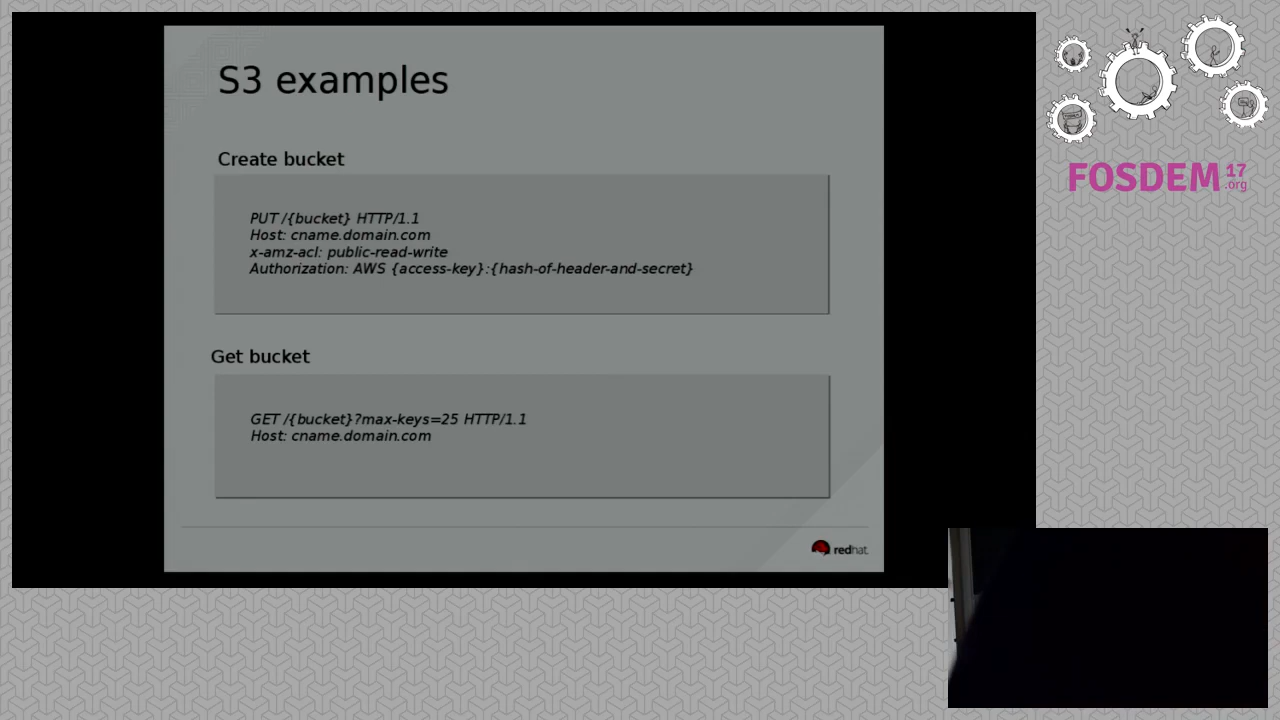 S3 examples
Create bucket
PUT /{bucket} HTTP/1.1
Host: cname.domain.com
x-amz-acl: public-read-write
Authorization: AWS {access-key}:{hash-of-header-and-secret}
Get bucket
GET /{bucket}?max-keys=25 HTTP/1.1
Host: cname.domain.com
redhat
FOSDEM 17
.org